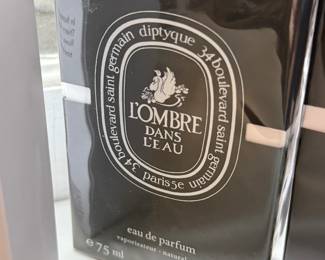 34 boulevard saint germain diptyque 34 boulevard saint germain
paris5e
L'OMBRE
DANS
L'EAU
eau de parfum
vaporisateur - natural
e 75 ml